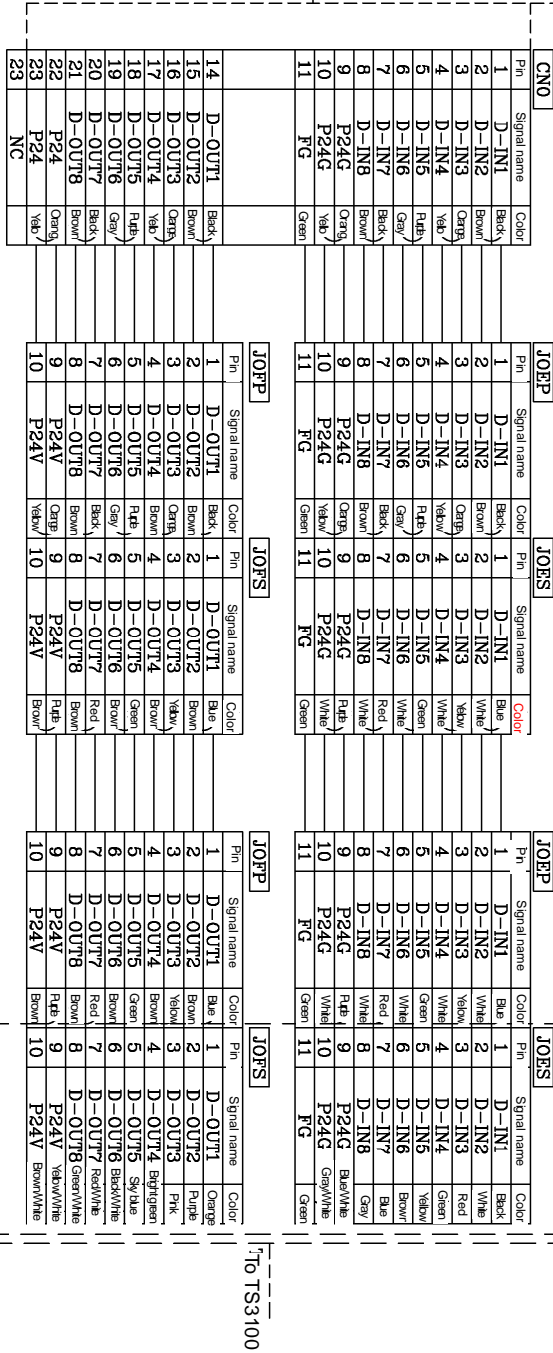 CN0
Pin Signal name Color
1 D-IN1 Black
2 D-IN2 Brown
3 D-IN3 Orange
4 D-IN4 Yello
5 D-IN5 Purple
6 D-IN6 Gray
7 D-IN7 Black
8 D-IN8 Brown
9 P24G Orang
10 P24G Yello
11 FG Green
14 D-OUT1 Black
15 D-OUT2 Brown
16 D-OUT3 Orange
17 D-OUT4 Yello
18 D-OUT5 Purple
19 D-OUT6 Gray
20 D-OUT7 Black
21 D-OUT8 Brown
22 P24 Orang
23 P24 Yello
23 NC
JOEP
Pin Signal name Color
1 D-IN1 Black
2 D-IN2 Brown
3 D-IN3 Orange
4 D-IN4 Yellow
5 D-IN5 Purple
6 D-IN6 Gray
7 D-IN7 Black
8 D-IN8 Brown
9 P24G Orange
10 P24G Yellow
11 FG Green
JOES
Pin Signal name Color
1 D-IN1 Blue
2 D-IN2 White
3 D-IN3 Yellow
4 D-IN4 White
5 D-IN5 Green
6 D-IN6 White
7 D-IN7 Red
8 D-IN8 White
9 P24G Purple
10 P24G White
11 FG Green
JOEP
Pin Signal name Color
1 D-IN1 Blue
2 D-IN2 White
3 D-IN3 Yellow
4 D-IN4 White
5 D-IN5 Green
6 D-IN6 White
7 D-IN7 Red
8 D-IN8 White
9 P24G Purple
10 P24G White
11 FG Green
JOES
Pin Signal name Color
1 D-IN1 Black
2 D-IN2 White
3 D-IN3 Red
4 D-IN4 Green
5 D-IN5 Yellow
6 D-IN6 Brown
7 D-IN7 Blue
8 D-IN8 Gray
9 P24G Blue/White
10 P24G Gray/White
11 FG Green
JOFP
Pin Signal name Color
1 D-OUT1 Black
2 D-OUT2 Brown
3 D-OUT3 Orange
4 D-OUT4 Brown
5 D-OUT5 Purple
6 D-OUT6 Gray
7 D-OUT7 Black
8 D-OUT8 Brown
9 P24V Orange
10 P24V Yellow
JOFS
Pin Signal name Color
1 D-OUT1 Blue
2 D-OUT2 Brown
3 D-OUT3 Yellow
4 D-OUT4 Brown
5 D-OUT5 Green
6 D-OUT6 Brown
7 D-OUT7 Red
8 D-OUT8 Brown
9 P24V Purple
10 P24V Brown
JOFP
Pin Signal name Color
1 D-OUT1 Blue
2 D-OUT2 Brown
3 D-OUT3 Yellow
4 D-OUT4 Brown
5 D-OUT5 Green
6 D-OUT6 Brown
7 D-OUT7 Red
8 D-OUT8 Brown
9 P24V Purple
10 P24V Brown
JOFS
Pin Signal name Color
1 D-OUT1 Orange
2 D-OUT2 Purple
3 D-OUT3 Pink
4 D-OUT4 Bright green
5 D-OUT5 Sky blue
6 D-OUT6 Black/White
7 D-OUT7 Red/White
8 D-OUT8 Green/White
9 P24V Yellow/White
10 P24V Brown/White
To TS3100